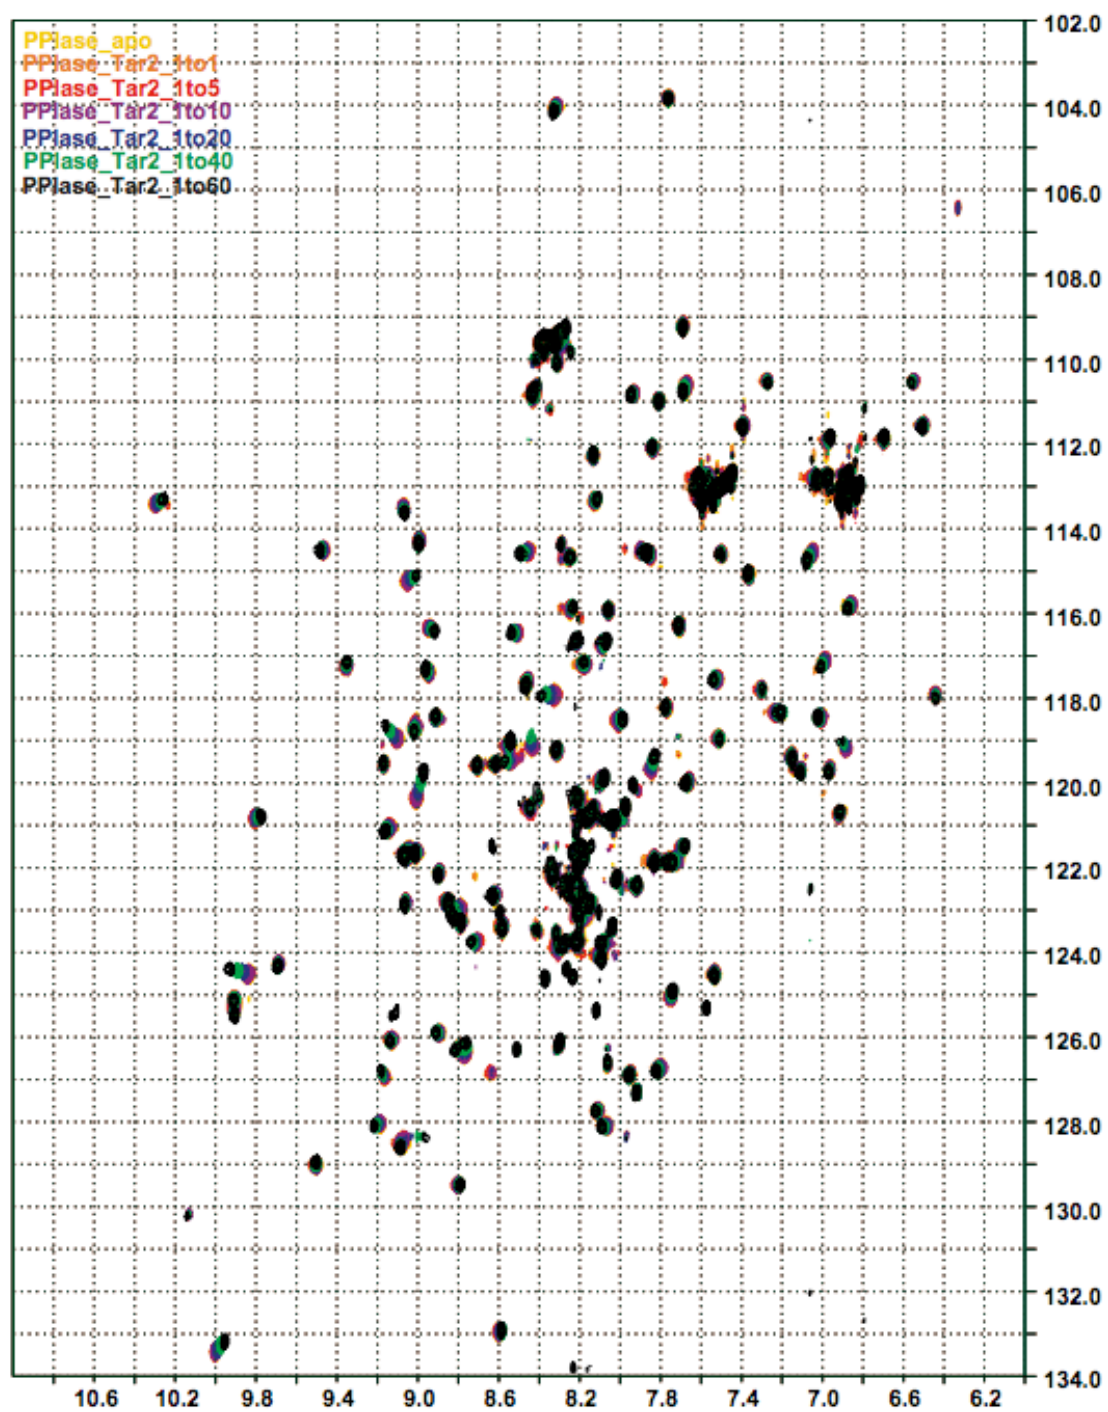 PPIase_apo
PPIase_Tar2_1to1
PPIase_Tar2_1to5
PPIase_Tar2_1to10
PPIase_Tar2_1to20
PPIase_Tar2_1to40
PPIase_Tar2_1to60
102.0
104.0
106.0
108.0
110.0
112.0
114.0
116.0
118.0
120.0
122.0
124.0
126.0
128.0
130.0
132.0
134.0
10.6 10.2 9.8 9.4 9.0 8.6 8.2 7.8 7.4 7.0 6.6 6.2